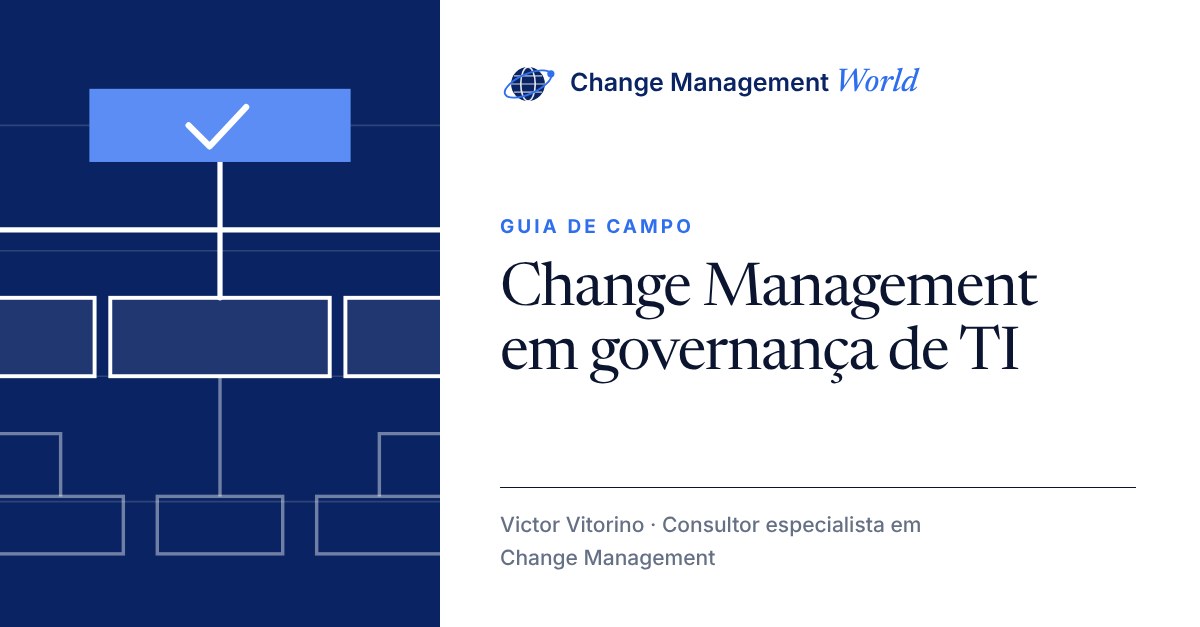 Change Management World
GUIA DE CAMPO
Change Management
em governança de TI
Victor Vitorino · Consultor especialista em
Change Management